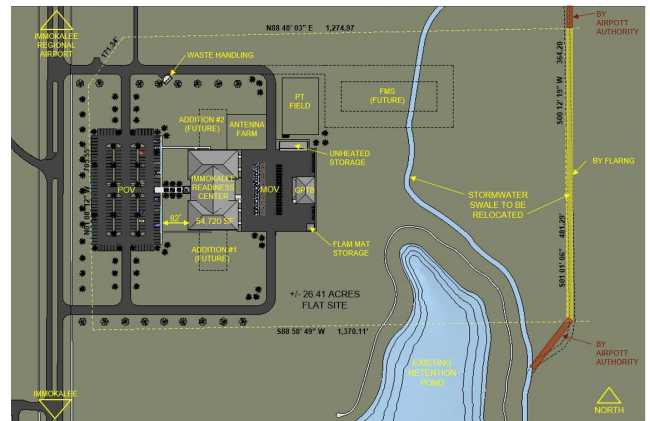 IMMOKALEE
REGIONAL
AIRPORT
171.34'
N88 48' 03" E 1,274.97
BY
AIRPOTT
AUTHORITY
WASTE HANDLING
364.20
S00 12' 19" W
PT
FIELD
FMS
(FUTURE)
ADDITION #2
(FUTURE)
ANTENNA
FARM
UNHEATED
STORAGE
BY FLARNG
IMMOKALEE
READINESS
CENTER
POV
MOV
GPTB
STORMWATER
SWALE TO BE
RELOCATED
82'
54,720 SF
FLAM MAT
STORAGE
ADDITION #1
(FUTURE)
481.29'
S01 01' 06"
+/- 26.41 ACRES
FLAT SITE
S88 58' 49" W 1,370.11'
EXISTING
RETENTION
POND
BY
AIRPOTT
AUTHORITY
IMMOKALEE
NORTH